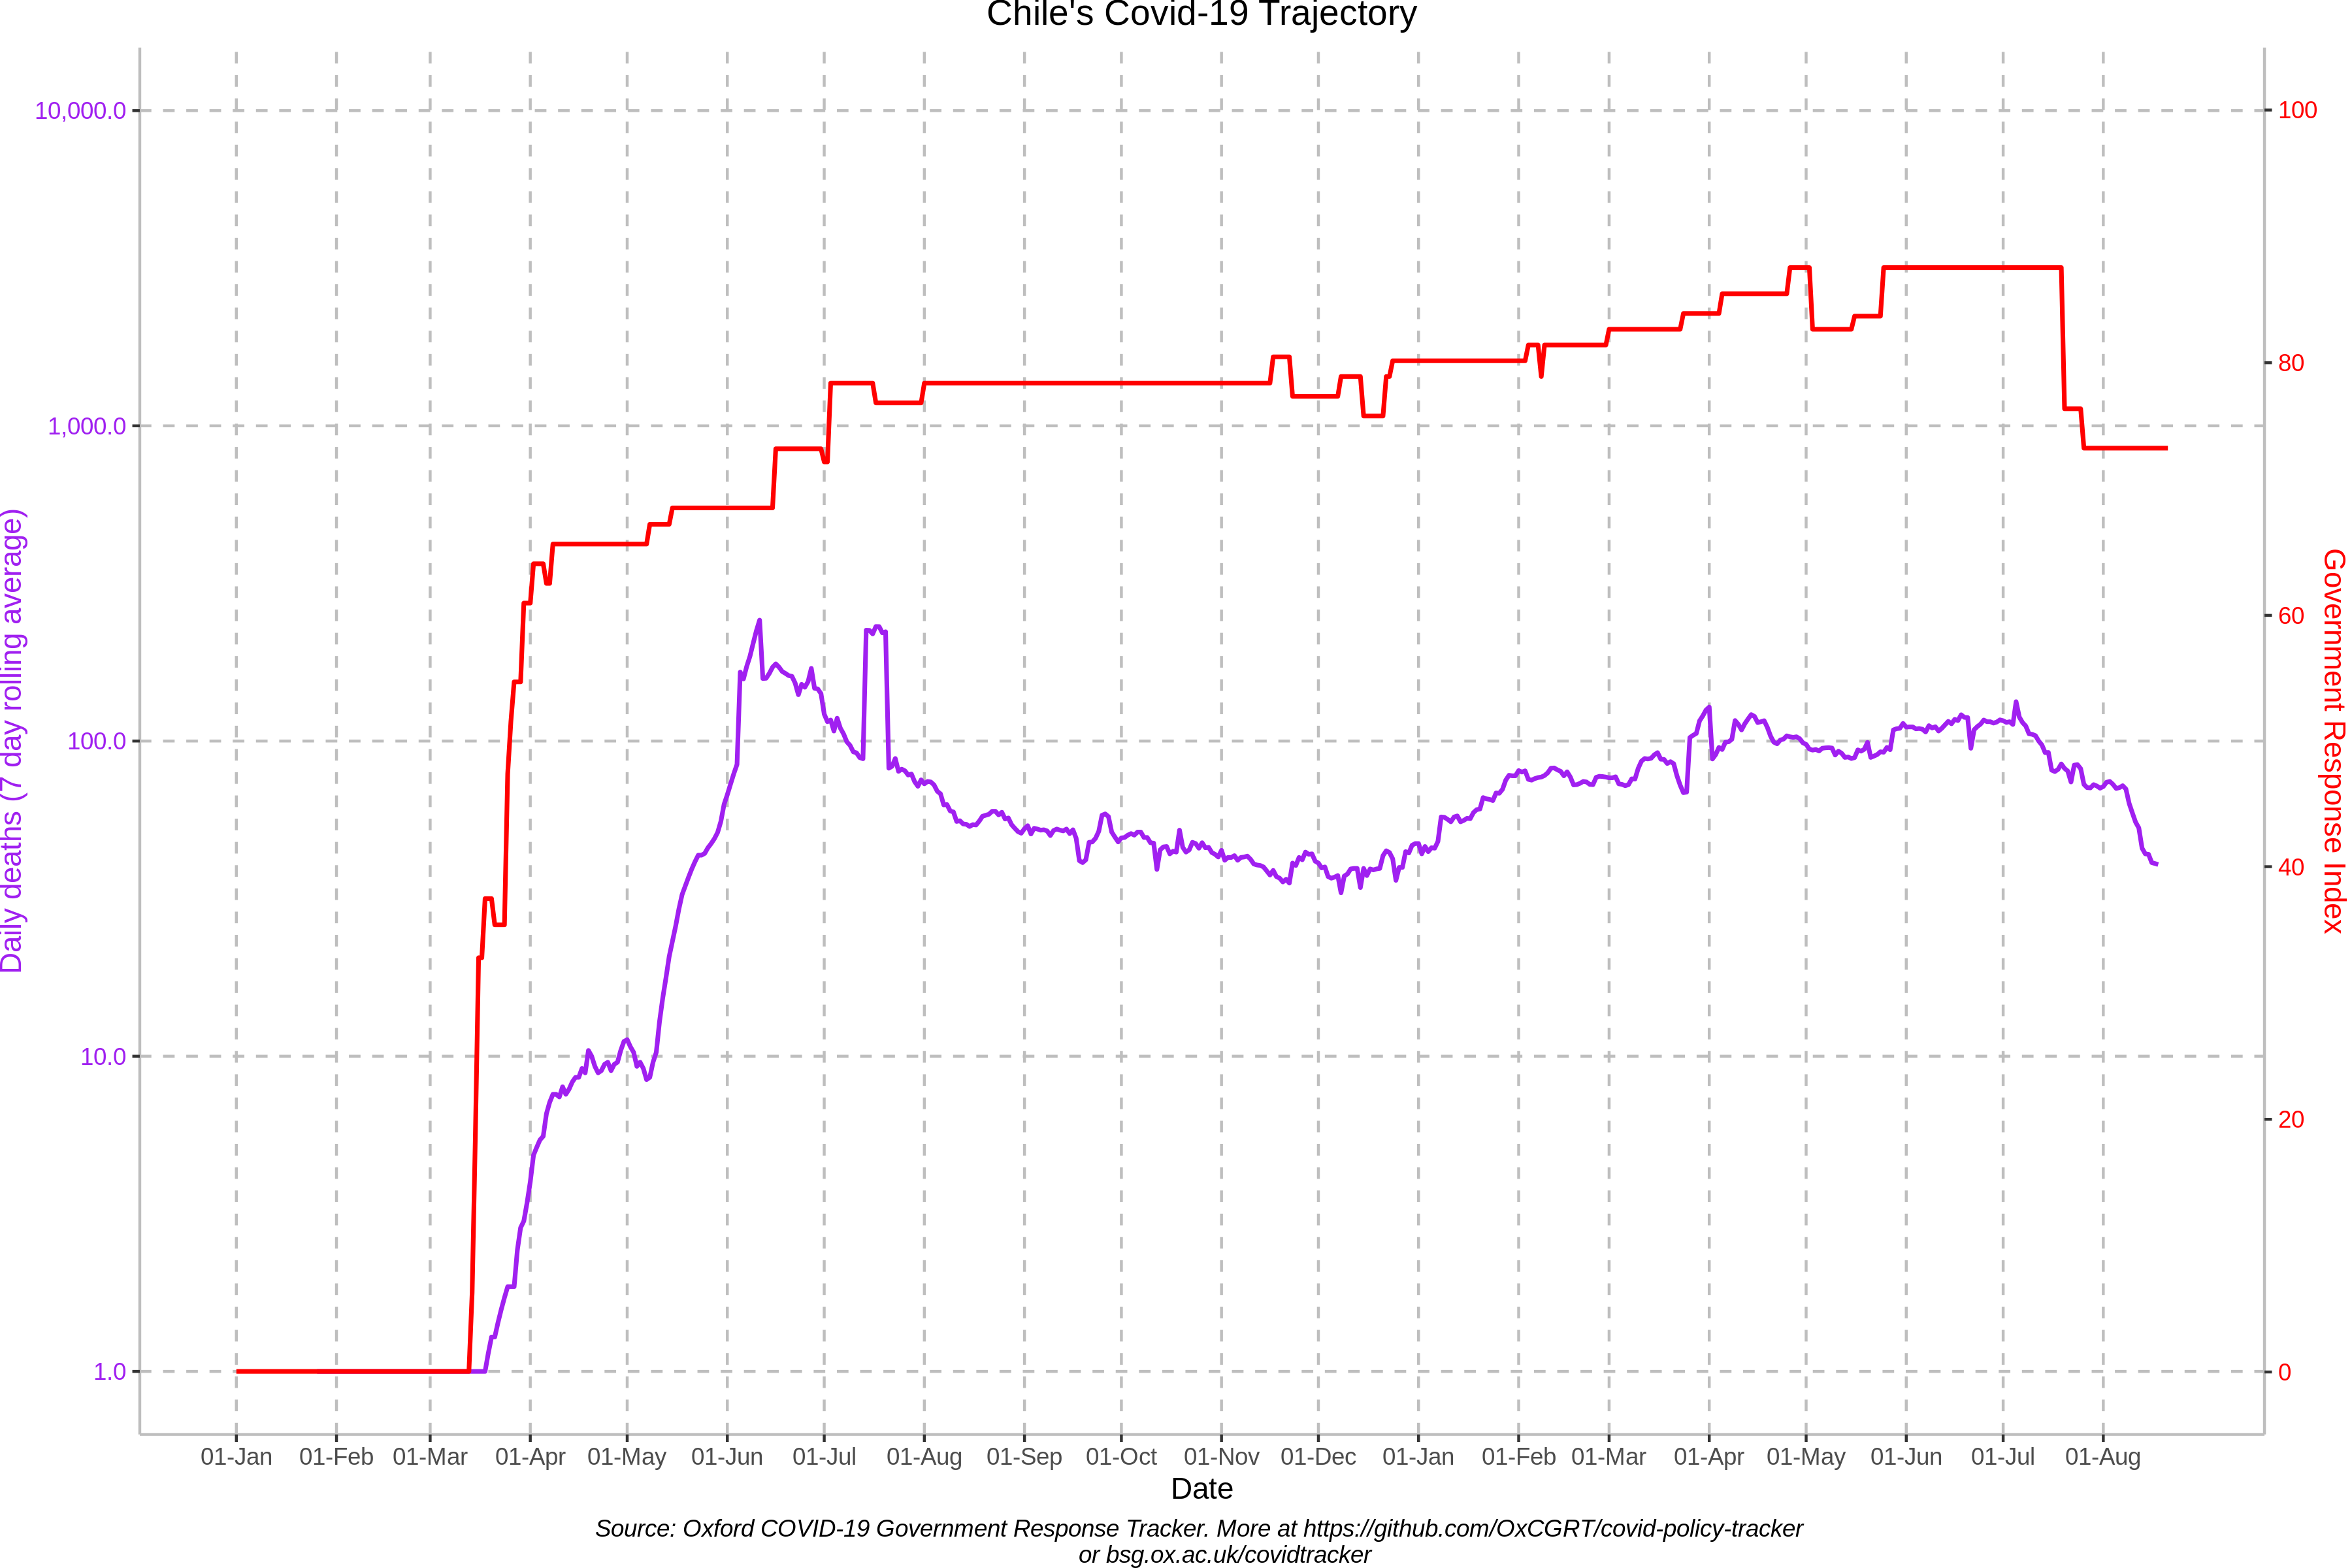 Chile's Covid-19 Trajectory
10,000.0
1,000.0
100.0
10.0
1.0
Daily deaths (7 day rolling average)
100
80
60
40
20
0
Government Response Index
01-Jan 01-Feb 01-Mar 01-Apr 01-May 01-Jun 01-Jul 01-Aug 01-Sep 01-Oct 01-Nov 01-Dec 01-Jan 01-Feb 01-Mar 01-Apr 01-May 01-Jun 01-Jul 01-Aug
Date
Source: Oxford COVID-19 Government Response Tracker. More at https://github.com/OxCGRT/covid-policy-tracker
or bsg.ox.ac.uk/covidtracker